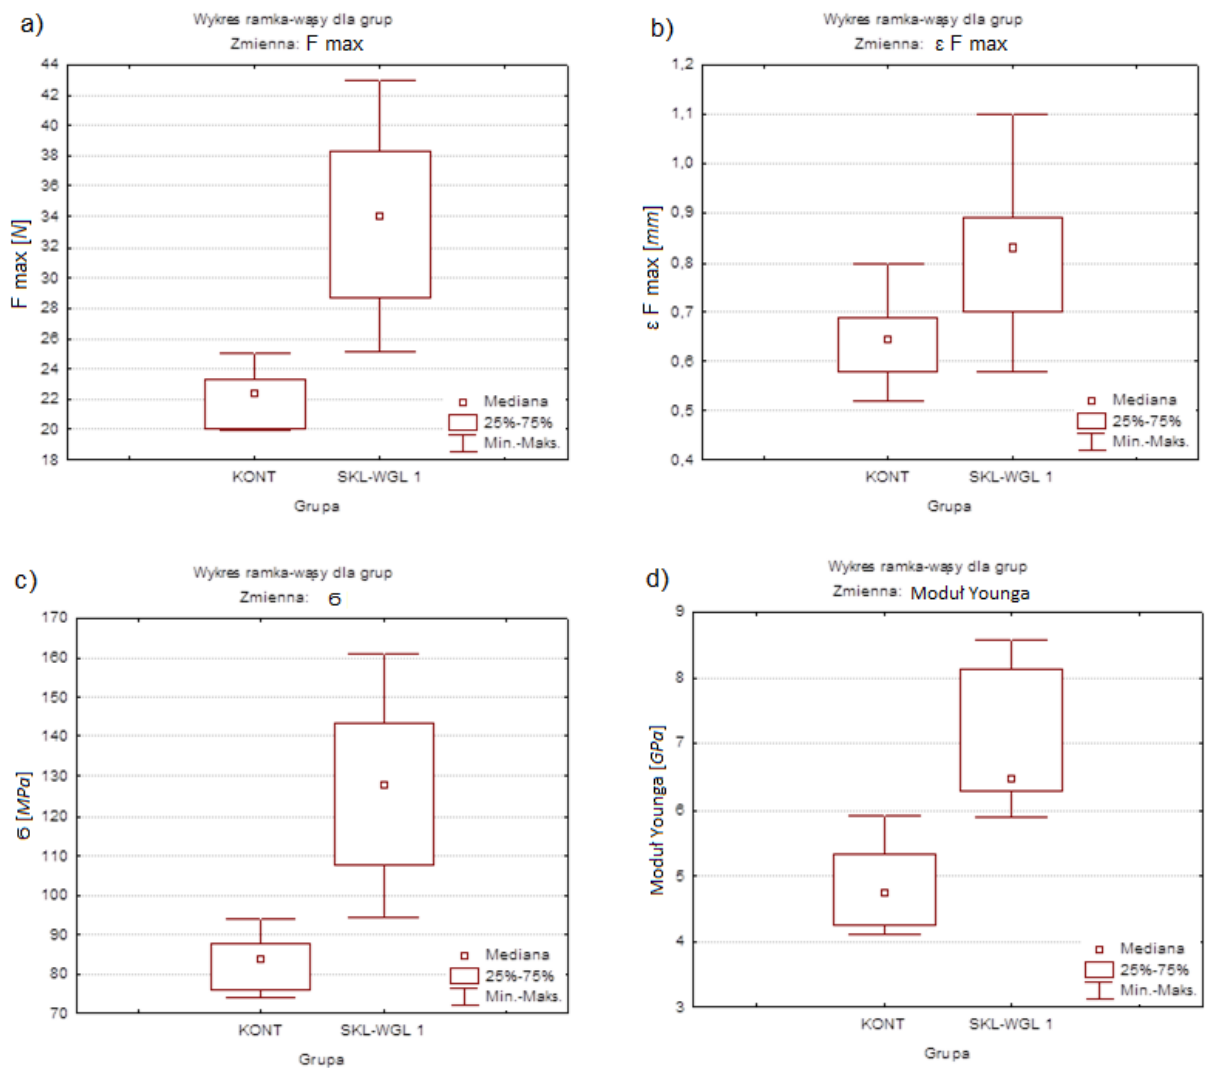 a)
Wykres ramka-wąsy dla grup
Zmienna: F max
44
42
40
38
36
34
32
30
28
26
24
22
20
18
F max [N]
Mediana
25%-75%
Min.-Maks.
KONT
SKL-WGL 1
Grupa
b)
Wykres ramka-wąsy dla grup
Zmienna: ε F max
1,2
1,1
1,0
0,9
0,8
0,7
0,6
0,5
0,4
ε F max [mm]
Mediana
25%-75%
Min.-Maks.
KONT
SKL-WGL 1
Grupa
c)
Wykres ramka-wąsy dla grup
Zmienna: Ϭ
170
160
150
140
130
120
110
100
90
80
70
Ϭ [MPa]
Mediana
25%-75%
Min.-Maks.
KONT
SKL-WGL 1
Grupa
d)
Wykres ramka-wąsy dla grup
Zmienna: Moduł Younga
9
8
7
6
5
4
3
Moduł Younga [GPa]
Mediana
25%-75%
Min.-Maks.
KONT
SKL-WGL 1
Grupa